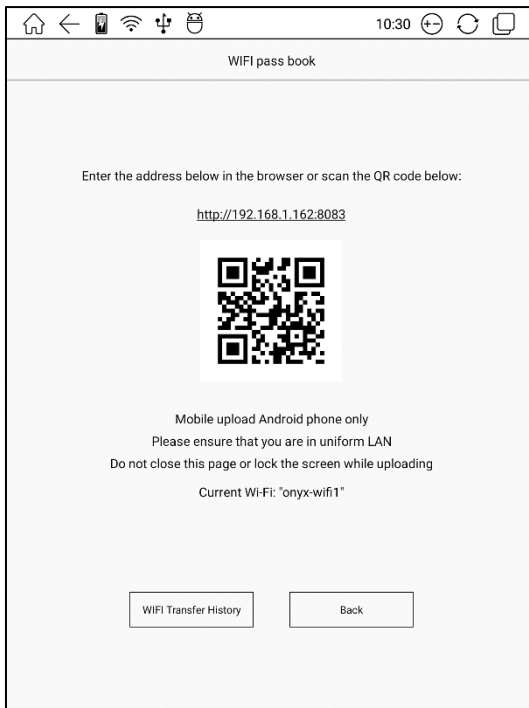 10:30
WIFI pass book
Enter the address below in the browser or scan the QR code below:
http://192.168.1.162:8083
Mobile upload Android phone only
Please ensure that you are in uniform LAN
Do not close this page or lock the screen while uploading
Current Wi-Fi: "onyx-wifi1"
WIFI Transfer History Back